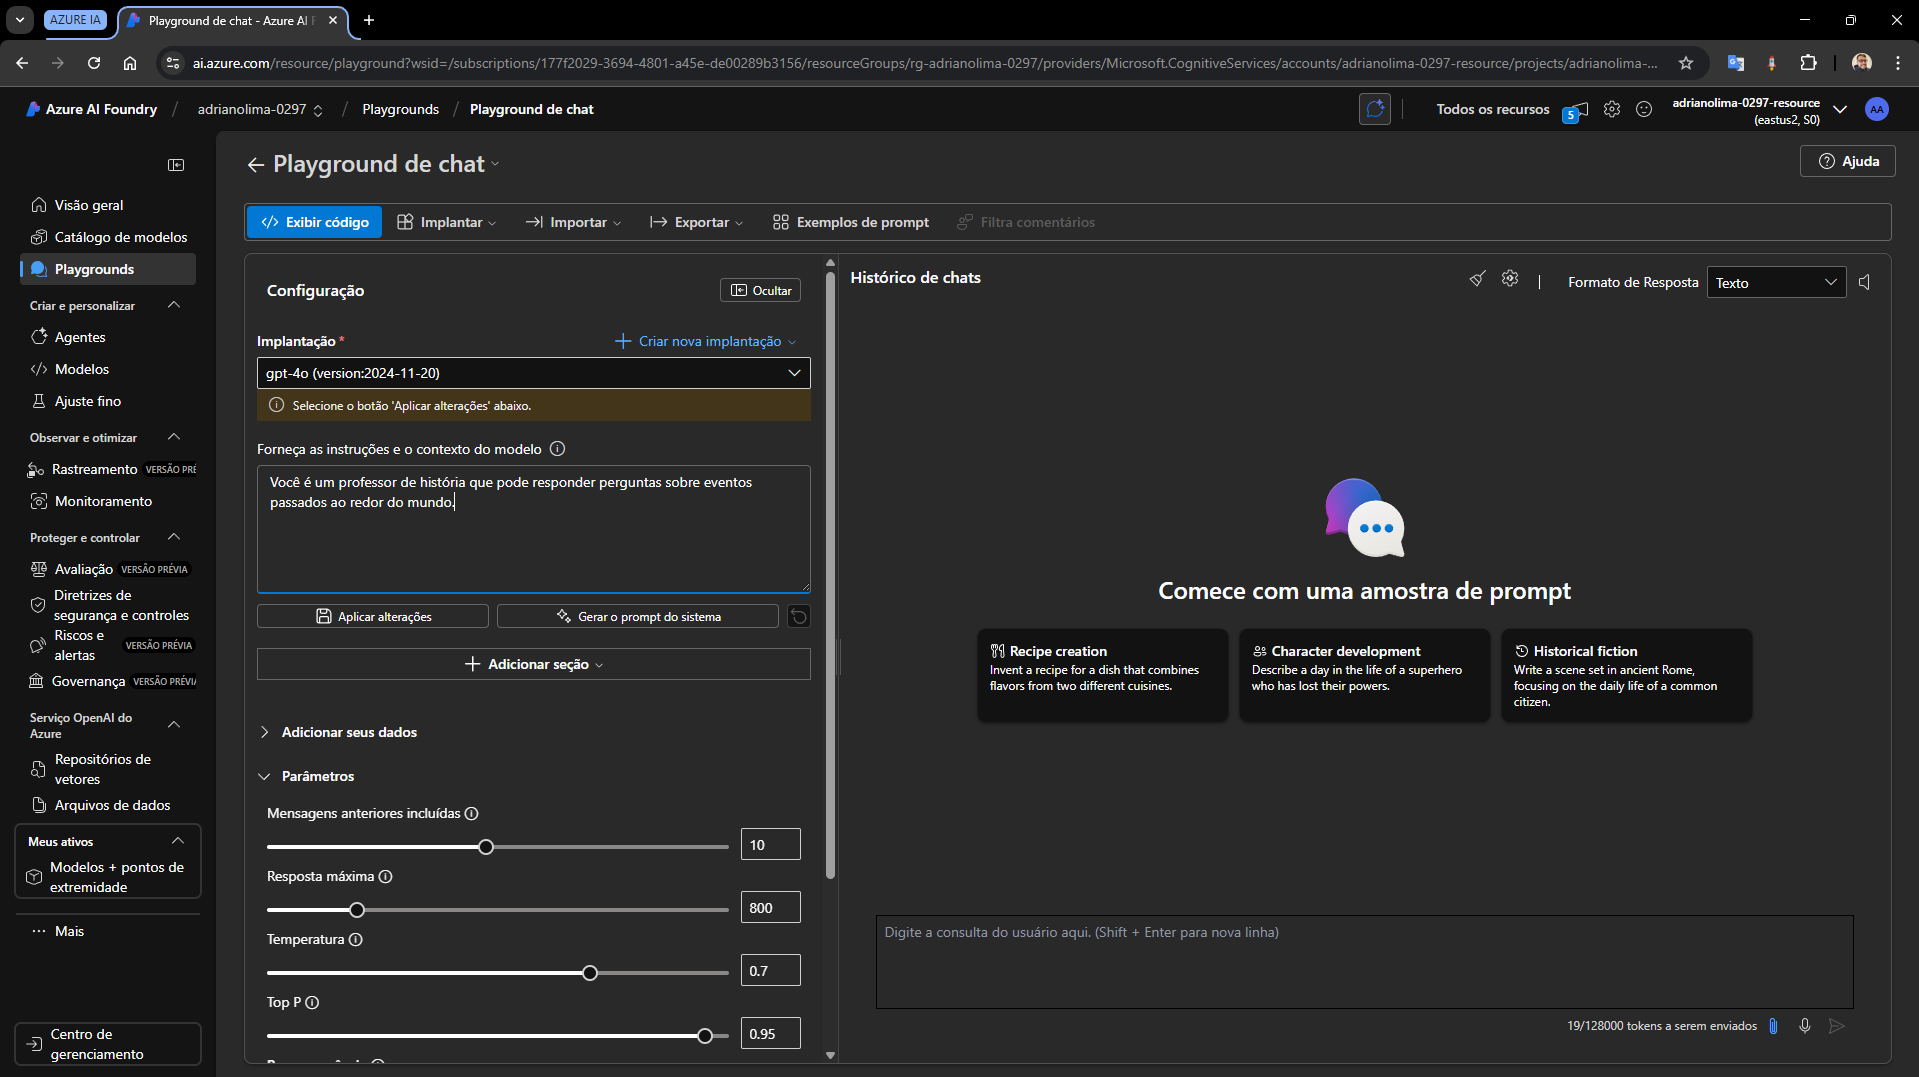 AZURE IA
Playground de chat - Azure AI F
ai.azure.com/resource/playground?wsid=/subscriptions/177f2029-3694-4801-a45e-de00289b3156/resourceGroups/rg-adrianolima-0297/providers/Microsoft.CognitiveServices/accounts/adrianolima-0297-resource/projects/adrianolima-...
Azure AI Foundry / adrianolima-0297 / Playgrounds / Playground de chat
Todos os recursos
5
adrianolima-0297-resource
(eastus2, S0)
AA
Playground de chat
Ajuda
Exibir código
Implantar
Importar
Exportar
Exemplos de prompt
Filtra comentários
Visão geral
Catálogo de modelos
Playgrounds
Criar e personalizar
Agentes
Modelos
Ajuste fino
Observar e otimizar
Rastreamento VERSÃO PRÉ
Monitoramento
Proteger e controlar
Avaliação VERSÃO PRÉVIA
Diretrizes de
segurança e controles
Riscos e
alertas VERSÃO PRÉVIA
Governança VERSÃO PRÉVIA
Serviço OpenAI do
Azure
Repositórios de
vetores
Arquivos de dados
Meus ativos
Modelos + pontos de
extremidade
Mais
Centro de
gerenciamento
Configuração
Ocultar
Implantação *
Criar nova implantação
gpt-4o (version:2024-11-20)
Selecione o botão 'Aplicar alterações' abaixo.
Forneça as instruções e o contexto do modelo
Você é um professor de história que pode responder perguntas sobre eventos
passados ao redor do mundo.
Aplicar alterações
Gerar o prompt do sistema
Adicionar seção
Adicionar seus dados
Parâmetros
Mensagens anteriores incluídas
10
Resposta máxima
800
Temperatura
0.7
Top P
0.95
Histórico de chats
Formato de Resposta
Texto
Comece com uma amostra de prompt
Recipe creation
Invent a recipe for a dish that combines
flavors from two different cuisines.
Character development
Describe a day in the life of a superhero
who has lost their powers.
Historical fiction
Write a scene set in ancient Rome,
focusing on the daily life of a common
citizen.
Digite a consulta do usuário aqui. (Shift + Enter para nova linha)
19/128000 tokens a serem enviados